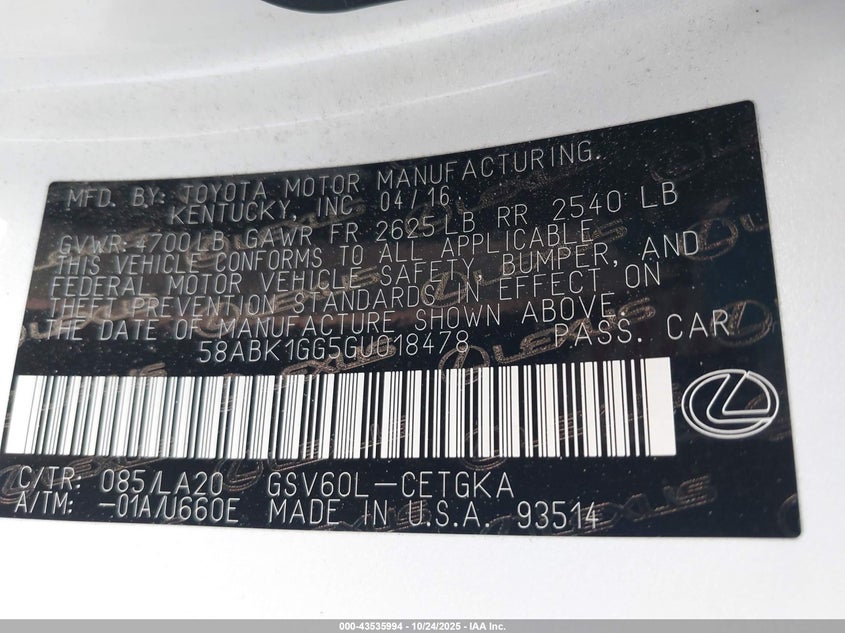 MFD. BY: TOYOTA MOTOR MANUFACTURING.
KENTUCKY, INC 04/16
GVWR: 4700LB GAWR FR 2625 LB RR 2540 LB
THIS VEHICLE CONFORMS TO ALL APPLICABLE
FEDERAL MOTOR VEHICLE SAFETY, BUMPER, AND
THEFT PREVENTION STANDARDS IN EFFECT ON
THE DATE OF MANUFACTURE SHOWN ABOVE.
58ABK1GG5GU018478 PASS. CAR
C/TR: 085/LA20 GSV60L-CETGKA
A/TM: -01A/U660E MADE IN U.S.A. 93514
LEXUS
000-43535994 - 10/24/2025 - IAA Inc.